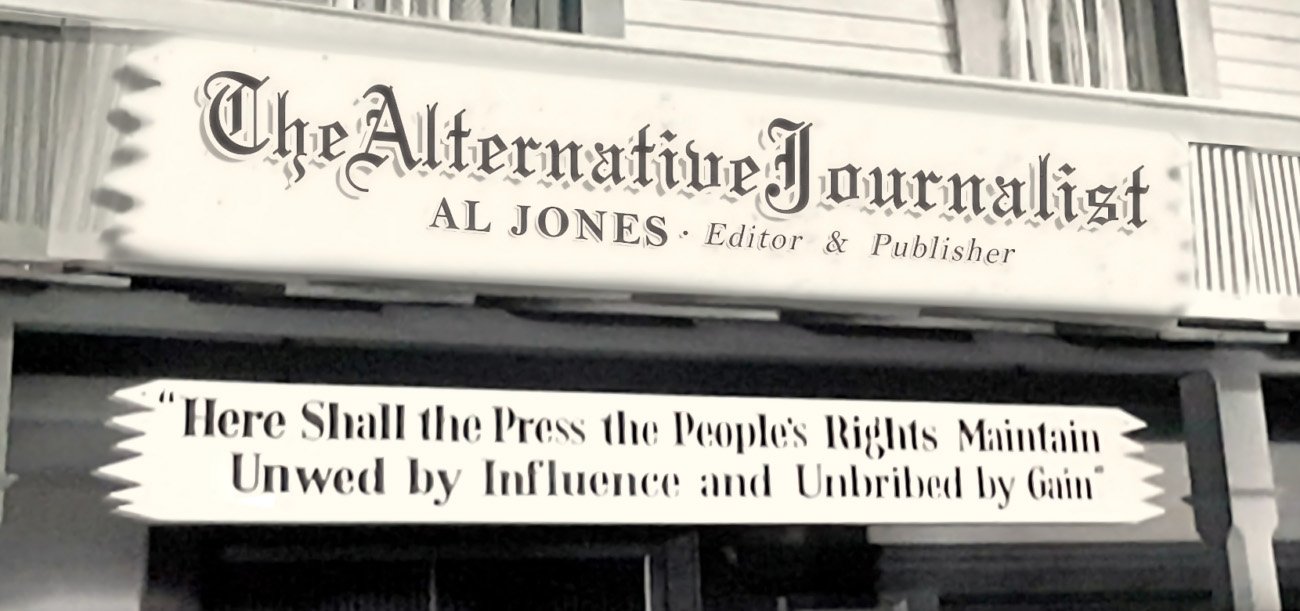 The Alternative Journalist
AL JONES · Editor & Publisher
"Here Shall the Press the People's Rights Maintain
Unwed by Influence and Unbribed by Gain"